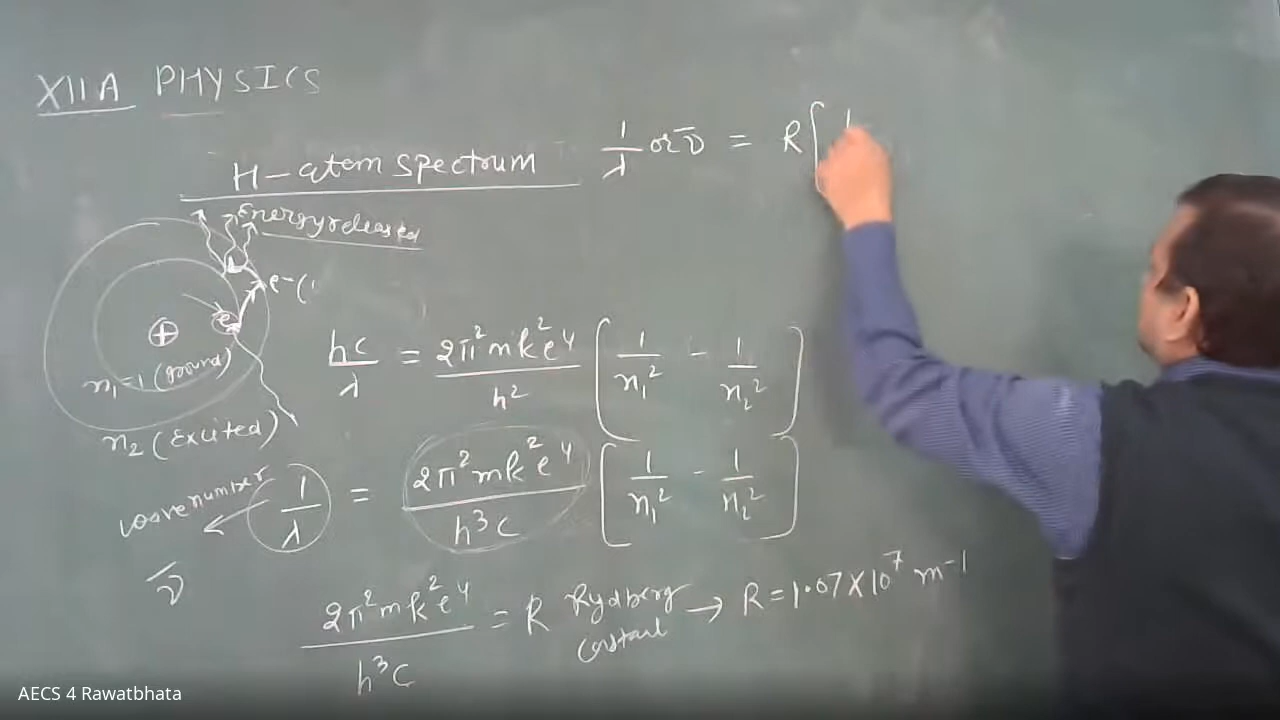 XII A PHYSICS
H-atom spectrum
1/λ or ν̅ = R[1
Energy released
e⁻(
⊕
e
n₁=1 (ground)
n₂ (Excited)
hc/λ = 2π²mk²e⁴/h² [1/n₁² - 1/n₂²]
wave number
1/λ = 2π²mk²e⁴/h³c [1/n₁² - 1/n₂²]
ν̅
2π²mk²e⁴/h³c = R Rydberg constant → R = 1.07×10⁷ m⁻¹
AECS 4 Rawatbhata